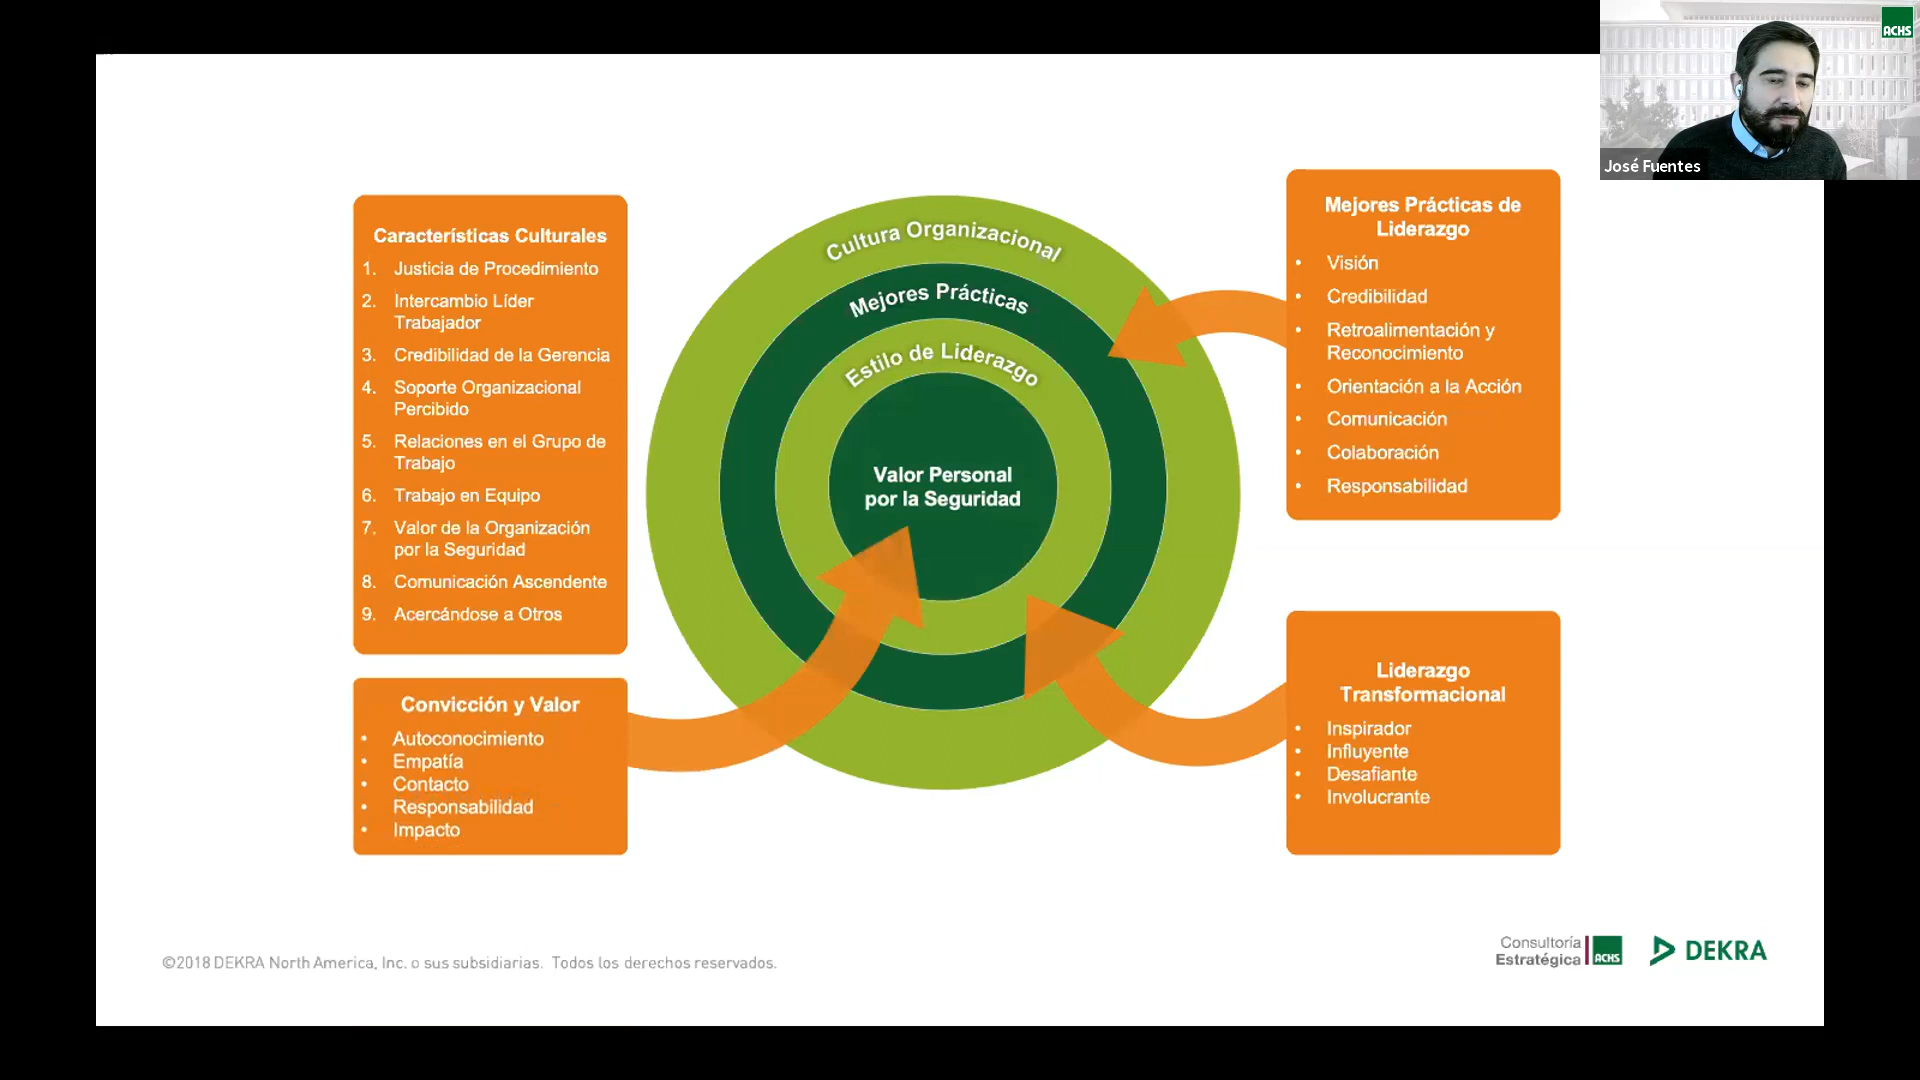 ACHS
José Fuentes
Características Culturales
1. Justicia de Procedimiento
2. Intercambio Líder
Trabajador
3. Credibilidad de la Gerencia
4. Soporte Organizacional
Percibido
5. Relaciones en el Grupo de
Trabajo
6. Trabajo en Equipo
7. Valor de la Organización
por la Seguridad
8. Comunicación Ascendente
9. Acercándose a Otros
Convicción y Valor
• Autoconocimiento
• Empatía
• Contacto
• Responsabilidad
• Impacto
Cultura Organizacional
Mejores Prácticas
Estilo de Liderazgo
Valor Personal
por la Seguridad
Mejores Prácticas de
Liderazgo
• Visión
• Credibilidad
• Retroalimentación y
Reconocimiento
• Orientación a la Acción
• Comunicación
• Colaboración
• Responsabilidad
Liderazgo
Transformacional
• Inspirador
• Influyente
• Desafiante
• Involucrante
©2018 DEKRA North America, Inc. o sus subsidiarias. Todos los derechos reservados.
Consultoría
Estratégica
ACHS
DEKRA